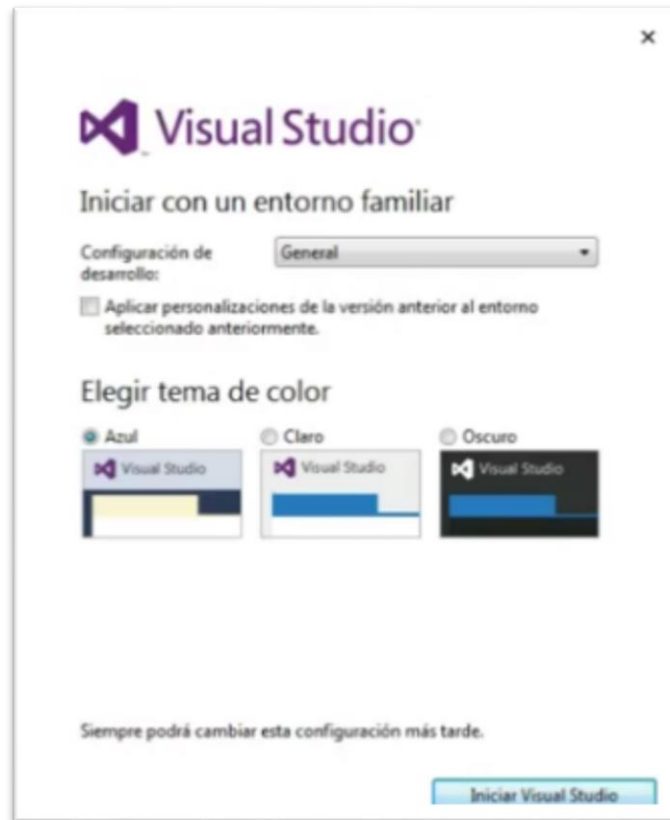 Visual Studio
Iniciar con un entorno familiar
Configuración de
desarrollo:
General
Aplicar personalizaciones de la versión anterior al entorno
seleccionado anteriormente.
Elegir tema de color
Azul
Claro
Oscuro
Visual Studio
Visual Studio
Visual Studio
Siempre podrá cambiar esta configuración más tarde.
Iniciar Visual Studio